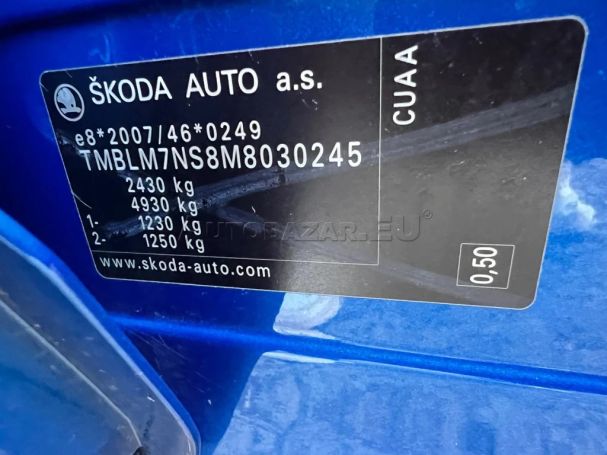 ŠKODA AUTO a.s.
e8*2007/46*0249
TMBLM7NS8M8030245
2430 kg
4930 kg
1- 1230 kg
2- 1250 kg
www.skoda-auto.com
CUAA
0,50
AUTOBAZAR.EU